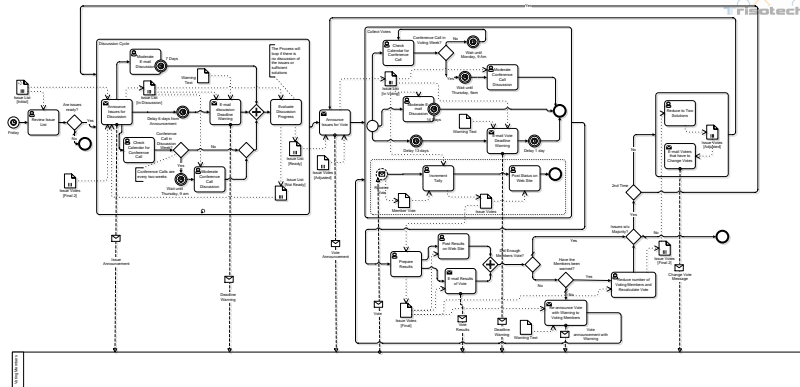 Trisotech
Discussion Cycle
Moderate
E-mail
Discussion
7 Days
The Process will
loop if there is
no discussion of
the issues or
sufficient
solutions
Warning
Text
Issue List
[Initial]
Issue List
[In Discussion]
Friday
Review Issue
List
Are issues
ready?
Yes
No
Announce
Issues for
Discussion
Delay 6 days from
Announcement
E-mail
discussion
Deadline
Warning
Evaluate
Discussion
Progress
Check
Calendar for
Conference
Call
Conference
Call in
Discussion
Week?
No
Yes
Conference Calls are
every two weeks
Wait until
Thursday, 9 am
Moderate
Conference
Call
Discussion
Issue List
[Ready]
Issue List
[Not Ready]
Issue Votes
[Final 2]
Issue
Announcement
Deadline
Warning
Announce
Issues for Vote
Issue Votes
[Adjusted]
Vote
Announcement
Collect Votes
Check
Calendar for
Conference
Call
Conference Call in
Voting Week?
No
Yes
Wait until
Monday, 9am
Wait until
Thursday, 9am
Moderate
Conference
Call
Discussion
Issue List
[In Voting]
Moderate E-
mail
Discussion
Warning Text
Delay 13 days
E-mail Vote
Deadline
Warning
Delay 1 day
Receive
Vote
Increment
Tally
Post Status on
Web Site
Member Vote
Issue Votes
Prepare
Results
Post Results
on Web Site
E-mail Results
of Vote
Issue Votes
[Final]
Did Enough
Members Vote?
Yes
No
Have the
Members been
warned?
Yes
No
Re-announce Vote
with Warning to
Voting Members
Warning Text
Reduce number of
Voting Members and
Recalculate Vote
Issue Votes
[Final 2]
Issues w/o
Majority?
Yes
No
2nd Time
No
Yes
Reduce to Two
Solutions
E-mail Voters
that have to
Change Votes
Issue Votes
[Adjusted]
Change Vote
Message
Vote
Vote
Results
Deadline
Warning
Vote
announcement
with Warning
Voting Members